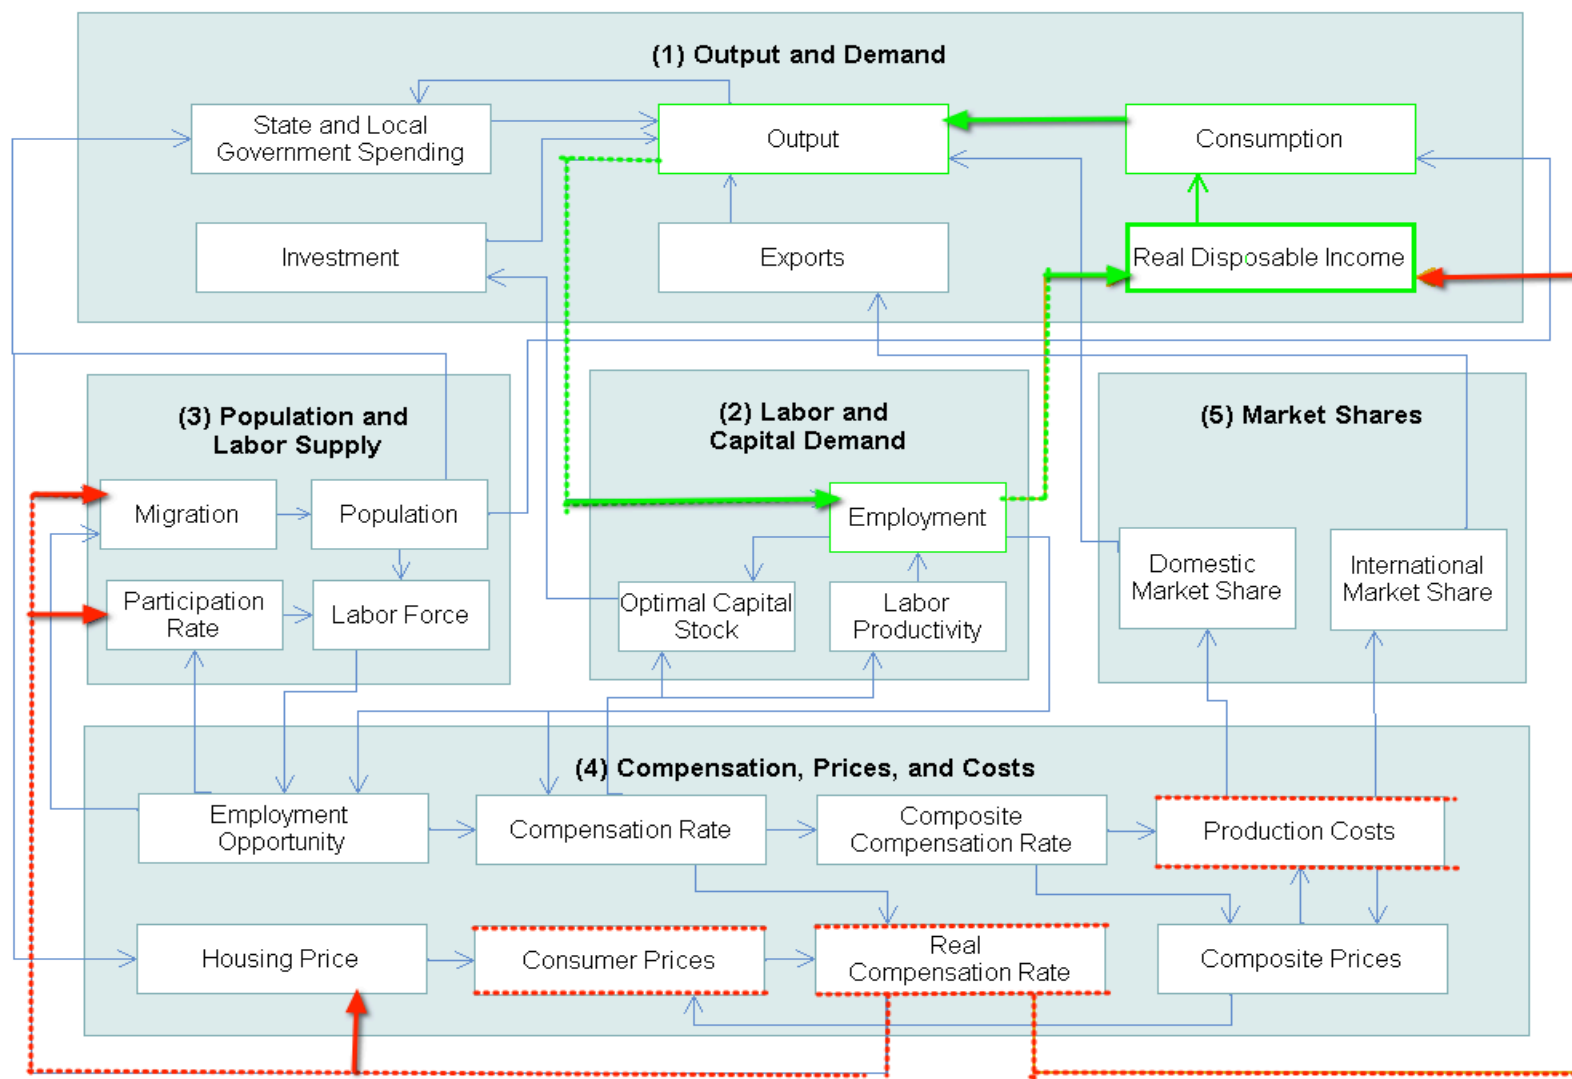 (1) Output and Demand
State and Local
Government Spending
Output
Consumption
Investment
Exports
Real Disposable Income
(3) Population and
Labor Supply
Migration
Population
Participation
Rate
Labor Force
(2) Labor and
Capital Demand
Employment
Optimal Capital
Stock
Labor
Productivity
(5) Market Shares
Domestic
Market Share
International
Market Share
(4) Compensation, Prices, and Costs
Employment
Opportunity
Compensation Rate
Composite
Compensation Rate
Production Costs
Housing Price
Consumer Prices
Real
Compensation Rate
Composite Prices